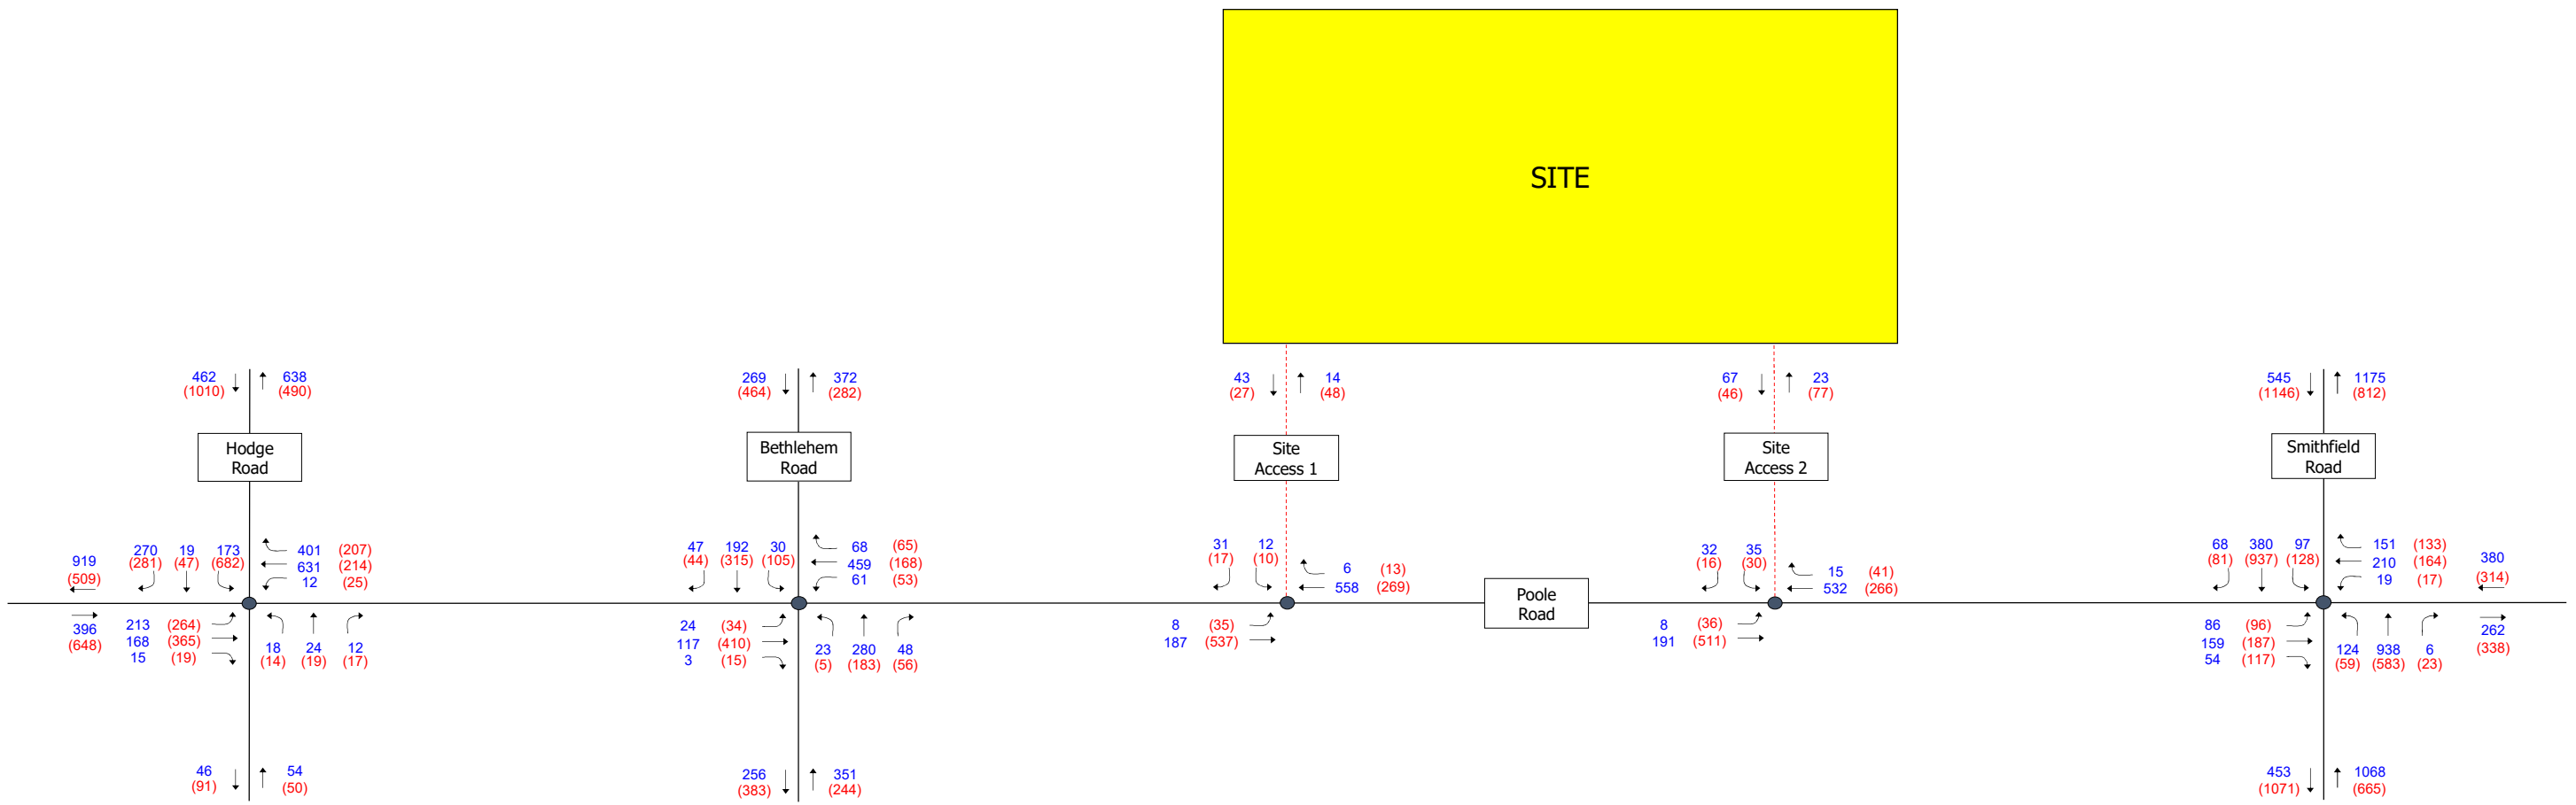 SITE
462 638
(1010) (490)
269 372
(464) (282)
43 14
(27) (48)
67 23
(46) (77)
545 1175
(1146) (812)
Hodge
Road
Bethlehem
Road
Site
Access 1
Site
Access 2
Smithfield
Road
919
(509)
270 19 173
(281) (47) (682)
401 (207)
631 (214)
12 (25)
47 192 30
(44) (315) (105)
68 (65)
459 (168)
61 (53)
31 12
(17) (10)
6 (13)
558 (269)
32 35
(16) (30)
15 (41)
532 (266)
68 380 97
(81) (937) (128)
151 (133)
210 (164)
19 (17)
380
(314)
Poole
Road
396
(648)
213 (264)
168 (365)
15 (19)
18 24 12
(14) (19) (17)
24 (34)
117 (410)
3 (15)
23 280 48
(5) (183) (56)
8 (35)
187 (537)
8 (36)
191 (511)
86 (96)
159 (187)
54 (117)
124 938 6
(59) (583) (23)
262
(338)
46 54
(91) (50)
256 351
(383) (244)
453 1068
(1071) (665)